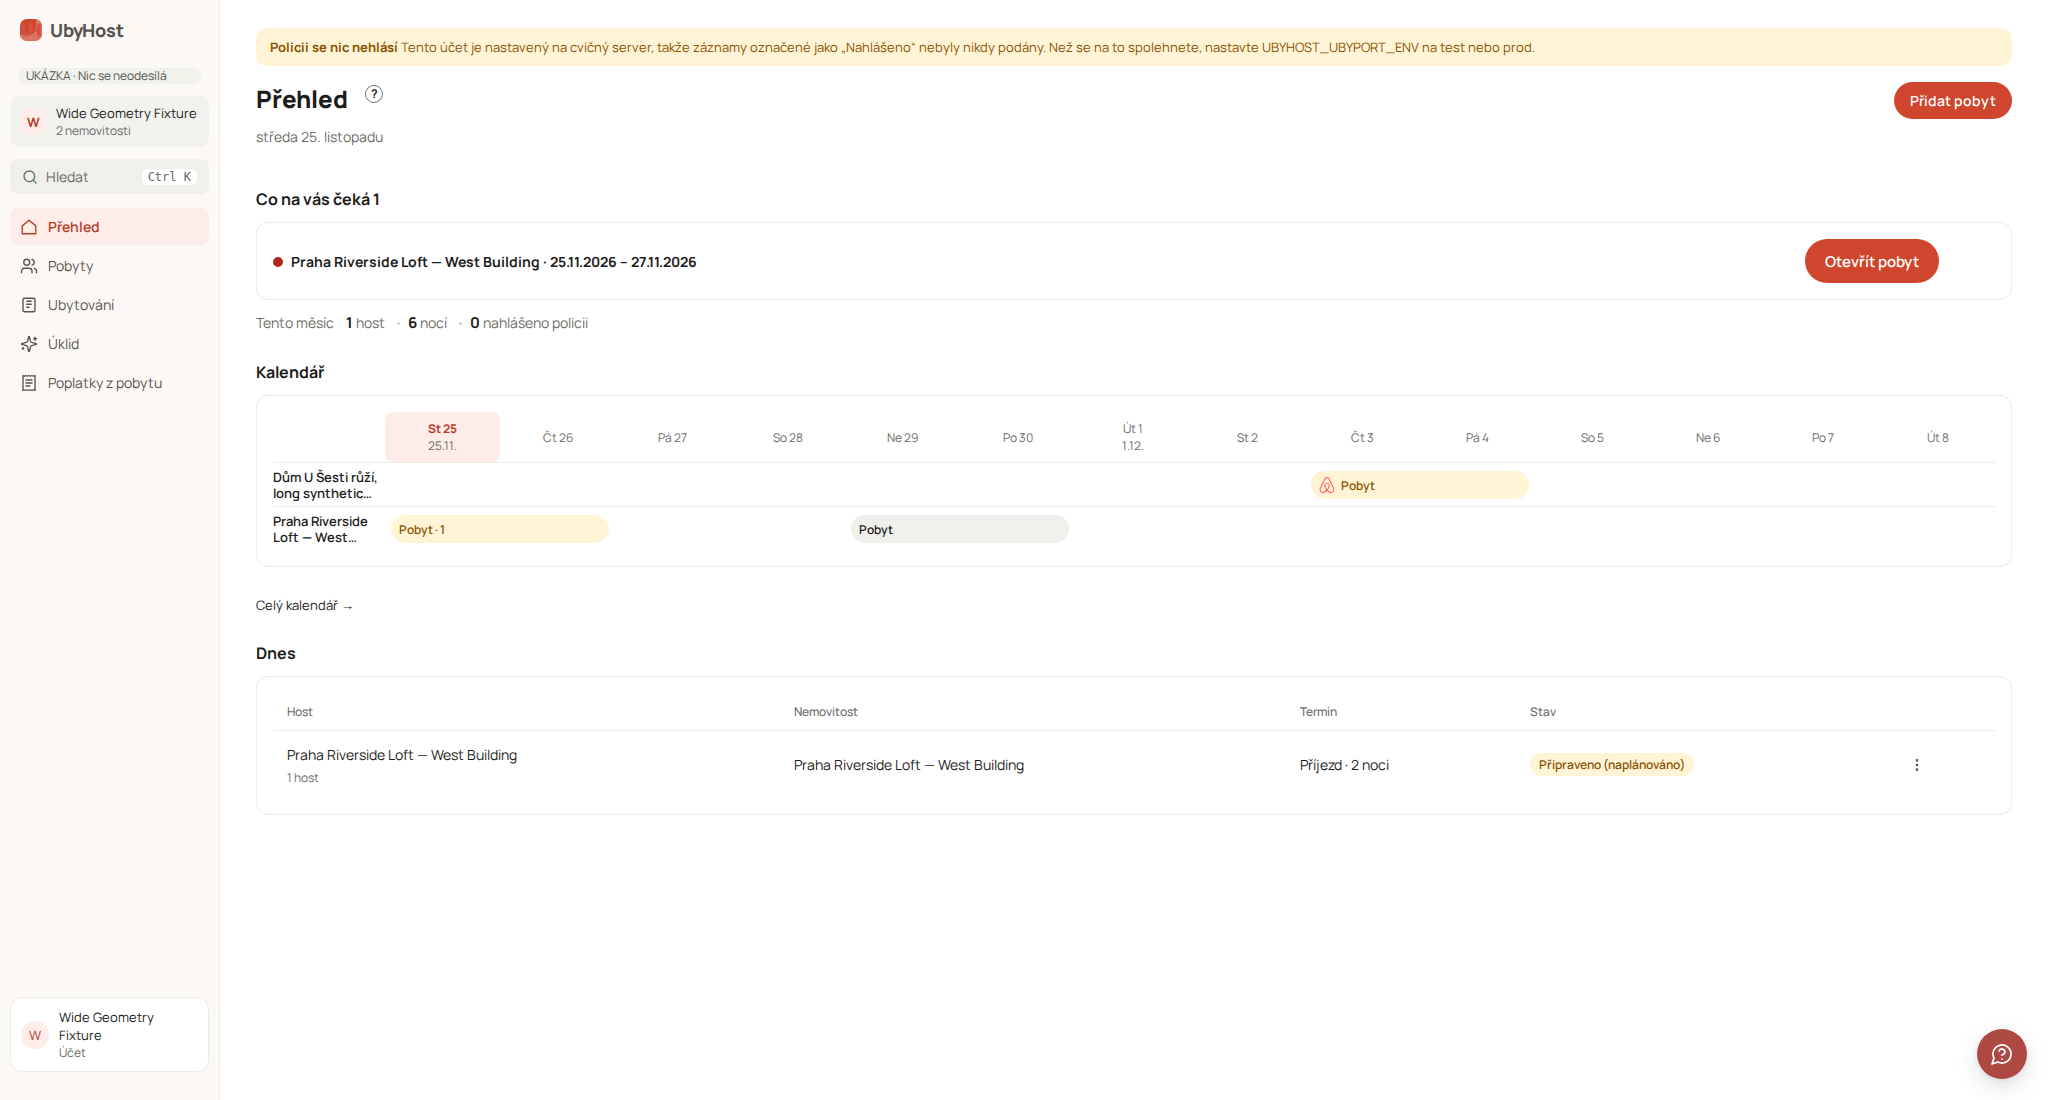 UbyHost
UKÁZKA · Nic se neodesílá
W
Wide Geometry Fixture
2 nemovitosti
Hledat
Ctrl K
Přehled
Pobyty
Ubytování
Úklid
Poplatky z pobytu
W
Wide Geometry
Fixture
Účet
Policii se nic nehlásí Tento účet je nastavený na cvičný server, takže záznamy označené jako „Nahlášeno“ nebyly nikdy podány. Než se na to spolehnete, nastavte UBYHOST_UBYPORT_ENV na test nebo prod.
Přehled
?
Přidat pobyt
středa 25. listopadu
Co na vás čeká 1
Praha Riverside Loft — West Building · 25.11.2026 – 27.11.2026
Otevřít pobyt
Tento měsíc 1 host · 6 nocí · 0 nahlášeno policii
Kalendář
St 25
25.11.
Čt 26
Pá 27
So 28
Ne 29
Po 30
Út 1
1.12.
St 2
Čt 3
Pá 4
So 5
Ne 6
Po 7
Út 8
Dům U Šesti růží,
long synthetic...
Pobyt
Praha Riverside
Loft — West...
Pobyt · 1
Pobyt
Celý kalendář →
Dnes
Host
Nemovitost
Termín
Stav
Praha Riverside Loft — West Building
1 host
Praha Riverside Loft — West Building
Příjezd · 2 noci
Připraveno (naplánováno)